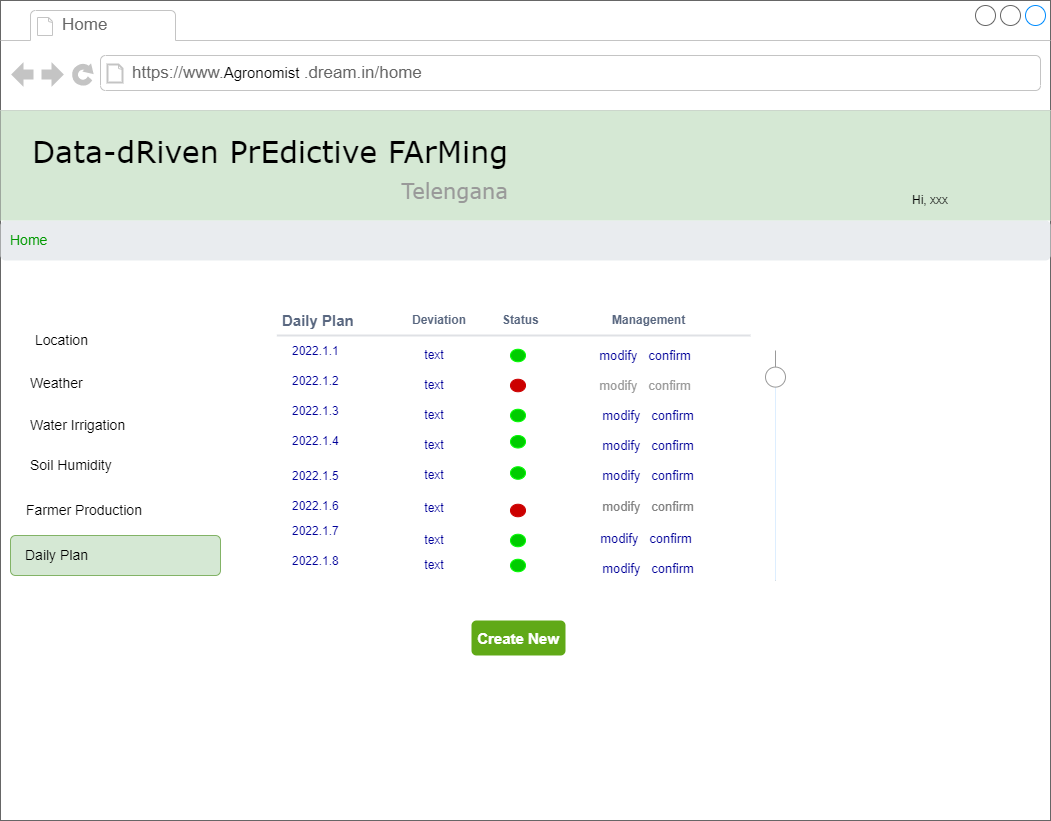 Home
https://www.Agronomist .dream.in/home
Data-dRiven PrEdictive FArMing
Telengana
Hi, xxx
Home
Location
Weather
Water Irrigation
Soil Humidity
Farmer Production
Daily Plan
Daily Plan Deviation Status Management
2022.1.1 text modify confirm
2022.1.2 text modify confirm
2022.1.3 text modify confirm
2022.1.4 text modify confirm
2022.1.5 text modify confirm
2022.1.6 text modify confirm
2022.1.7 text modify confirm
2022.1.8 text modify confirm
Create New